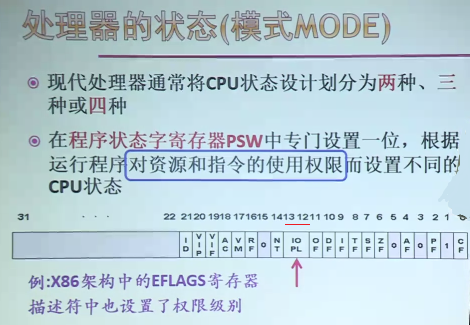 处理器的状态(模式MODE)
现代处理器通常将CPU状态设计划分为两种、三
种或四种
在程序状态字寄存器PSW中专门设置一位，根据
运行程序对资源和指令的使用权限而设置不同的
CPU状态
31 · · · 22 21 20 19 18 17 16 15 14 13 12 11 10 9 8 7 6 5 4 3 2 1 0
ID VIP VIF AC VM RF 0 NT IOPL OF DF IF TF SF ZF 0 AF 0 PF 1 CF
例:X86架构中的EFLAGS寄存器
描述符中也设置了权限级别